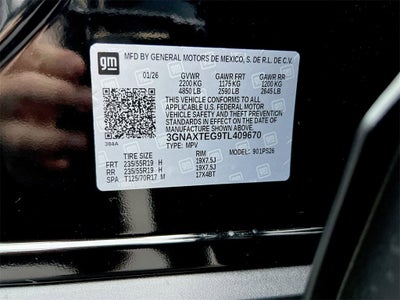 gm
MFD BY GENERAL MOTORS DE MEXICO, S. DE R.L. DE C.V.
01/26 GVWR GAWR FRT GAWR RR
2200 KG 1175 KG 1200 KG
4850 LB 2590 LB 2645 LB
THIS VEHICLE CONFORMS TO ALL
APPLICABLE U.S. FEDERAL MOTOR
VEHICLE SAFETY, BUMPER, AND THEFT
PREVENTION STANDARDS IN EFFECT ON
THE DATE OF MANUFACTURE SHOWN ABOVE.
3GNAXTEG9TL409670
TYPE: MPV
384A
MODEL: 901PS26
TIRE SIZE RIM
FRT 235/55R19 H 19X7.5J
RR 235/55R19 H 19X7.5J
SPA T125/70R17 M 17X4BT